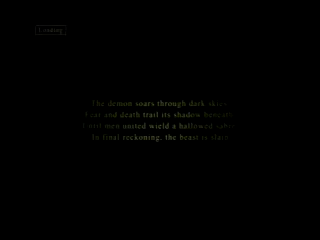 Looking
The demon soars through dark skies
Fear and death trail its shadow beneath
Until men united wield a hallowed sabre
In final reckoning, the beast is slain